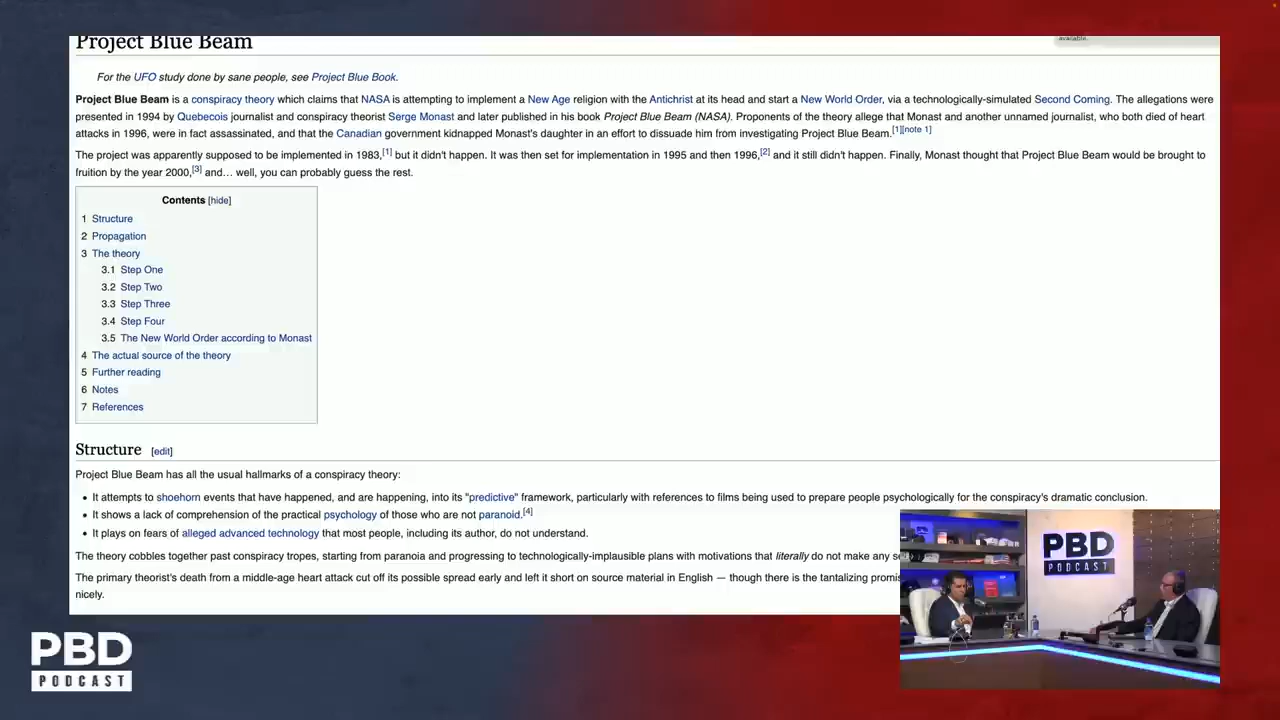 Project Blue Beam
available.
For the UFO study done by sane people, see Project Blue Book.
Project Blue Beam is a conspiracy theory which claims that NASA is attempting to implement a New Age religion with the Antichrist at its head and start a New World Order, via a technologically-simulated Second Coming. The allegations were
presented in 1994 by Quebecois journalist and conspiracy theorist Serge Monast and later published in his book Project Blue Beam (NASA). Proponents of the theory allege that Monast and another unnamed journalist, who both died of heart
attacks in 1996, were in fact assassinated, and that the Canadian government kidnapped Monast's daughter in an effort to dissuade him from investigating Project Blue Beam.[1][note 1]
The project was apparently supposed to be implemented in 1983,[1] but it didn't happen. It was then set for implementation in 1995 and then 1996,[2] and it still didn't happen. Finally, Monast thought that Project Blue Beam would be brought to
fruition by the year 2000,[3] and… well, you can probably guess the rest.
Contents [hide]
1 Structure
2 Propagation
3 The theory
3.1 Step One
3.2 Step Two
3.3 Step Three
3.4 Step Four
3.5 The New World Order according to Monast
4 The actual source of the theory
5 Further reading
6 Notes
7 References
Structure [edit]
Project Blue Beam has all the usual hallmarks of a conspiracy theory:
• It attempts to shoehorn events that have happened, and are happening, into its "predictive" framework, particularly with references to films being used to prepare people psychologically for the conspiracy's dramatic conclusion.
• It shows a lack of comprehension of the practical psychology of those who are not paranoid.[4]
• It plays on fears of alleged advanced technology that most people, including its author, do not understand.
The theory cobbles together past conspiracy tropes, starting from paranoia and progressing to technologically-implausible plans with motivations that literally do not make any
The primary theorist's death from a middle-age heart attack cut off its possible spread early and left it short on source material in English — though there is the tantalizing
nicely.
PBD
PODCAST
PBD
PODCAST